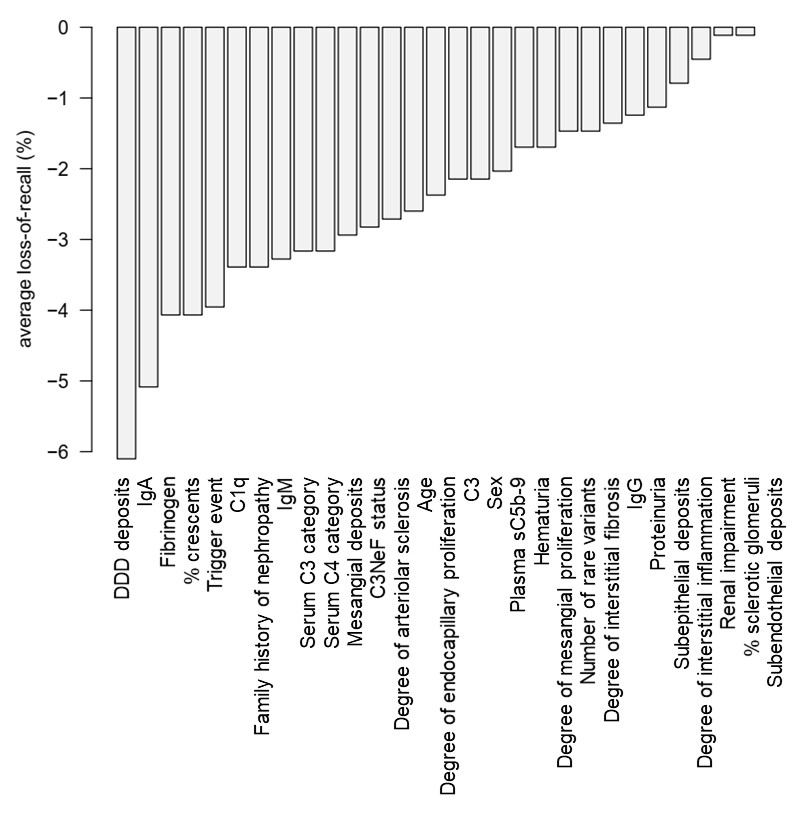 0
−1
−2
−3
−4
−5
−6
average loss-of-recall (%)
DDD deposits
IgA
Fibrinogen
% crescents
Trigger event
C1q
Family history of nephropathy
IgM
Serum C3 category
Serum C4 category
Mesangial deposits
C3NeF status
Degree of arteriolar sclerosis
Age
Degree of endocapillary proliferation
C3
Sex
Plasma sC5b-9
Hematuria
Degree of mesangial proliferation
Number of rare variants
Degree of interstitial fibrosis
IgG
Proteinuria
Subepithelial deposits
Degree of interstitial inflammation
Renal impairment
% sclerotic glomeruli
Subendothelial deposits